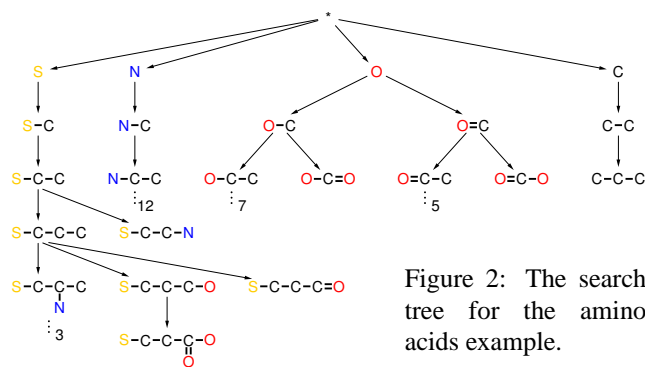 *
S N O C
S-C N-C O-C O=C C-C
S-C-C N-C-C O-C-C O-C=O O=C-C O=C-O C-C-C
12 7 5
S-C-C-C S-C-C-N
S-C-C-C S-C-C-O S-C-C-C=O
N
3
S-C-C-O
O
Figure 2: The search
tree for the amino
acids example.